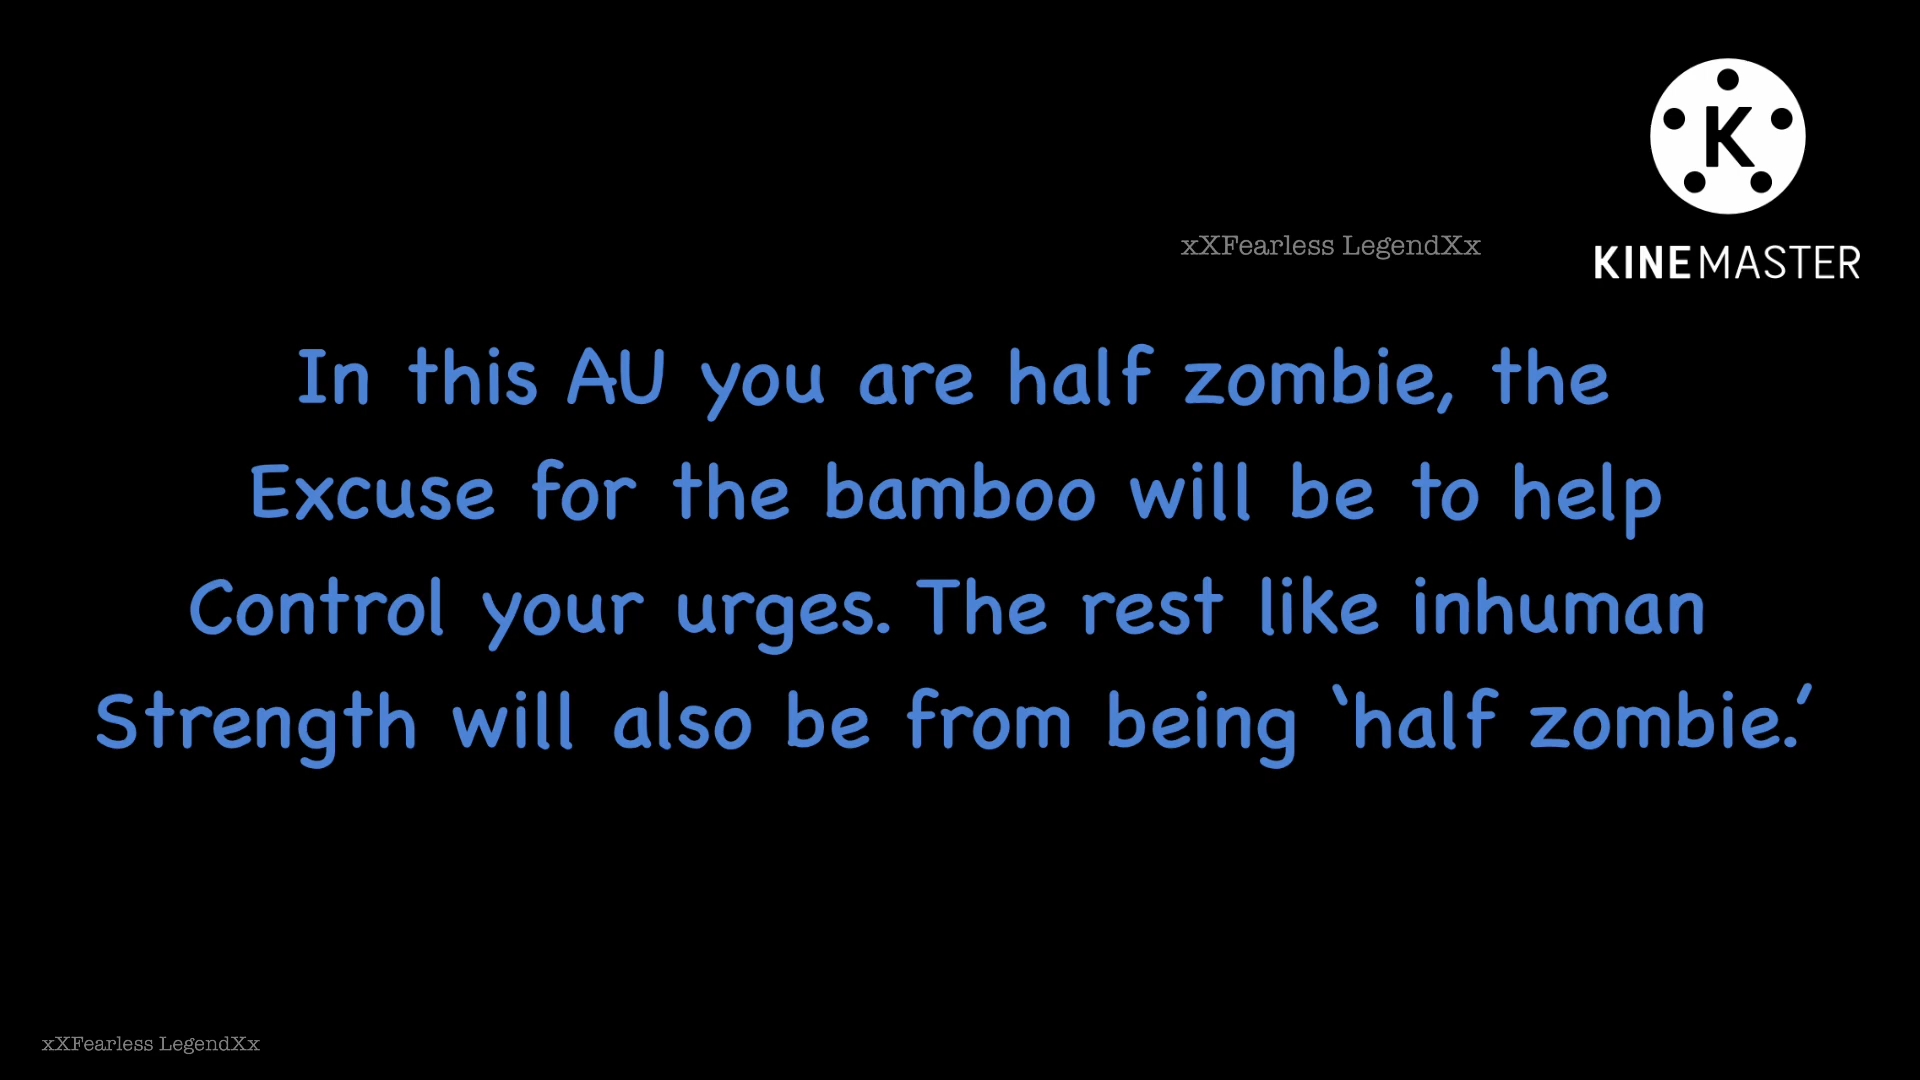 K
KINEMASTER
xXFearless LegendXx
In this AU you are half zombie, the
Excuse for the bamboo will be to help
Control your urges. The rest like inhuman
Strength will also be from being ‘half zombie.’
xXFearless LegendXx